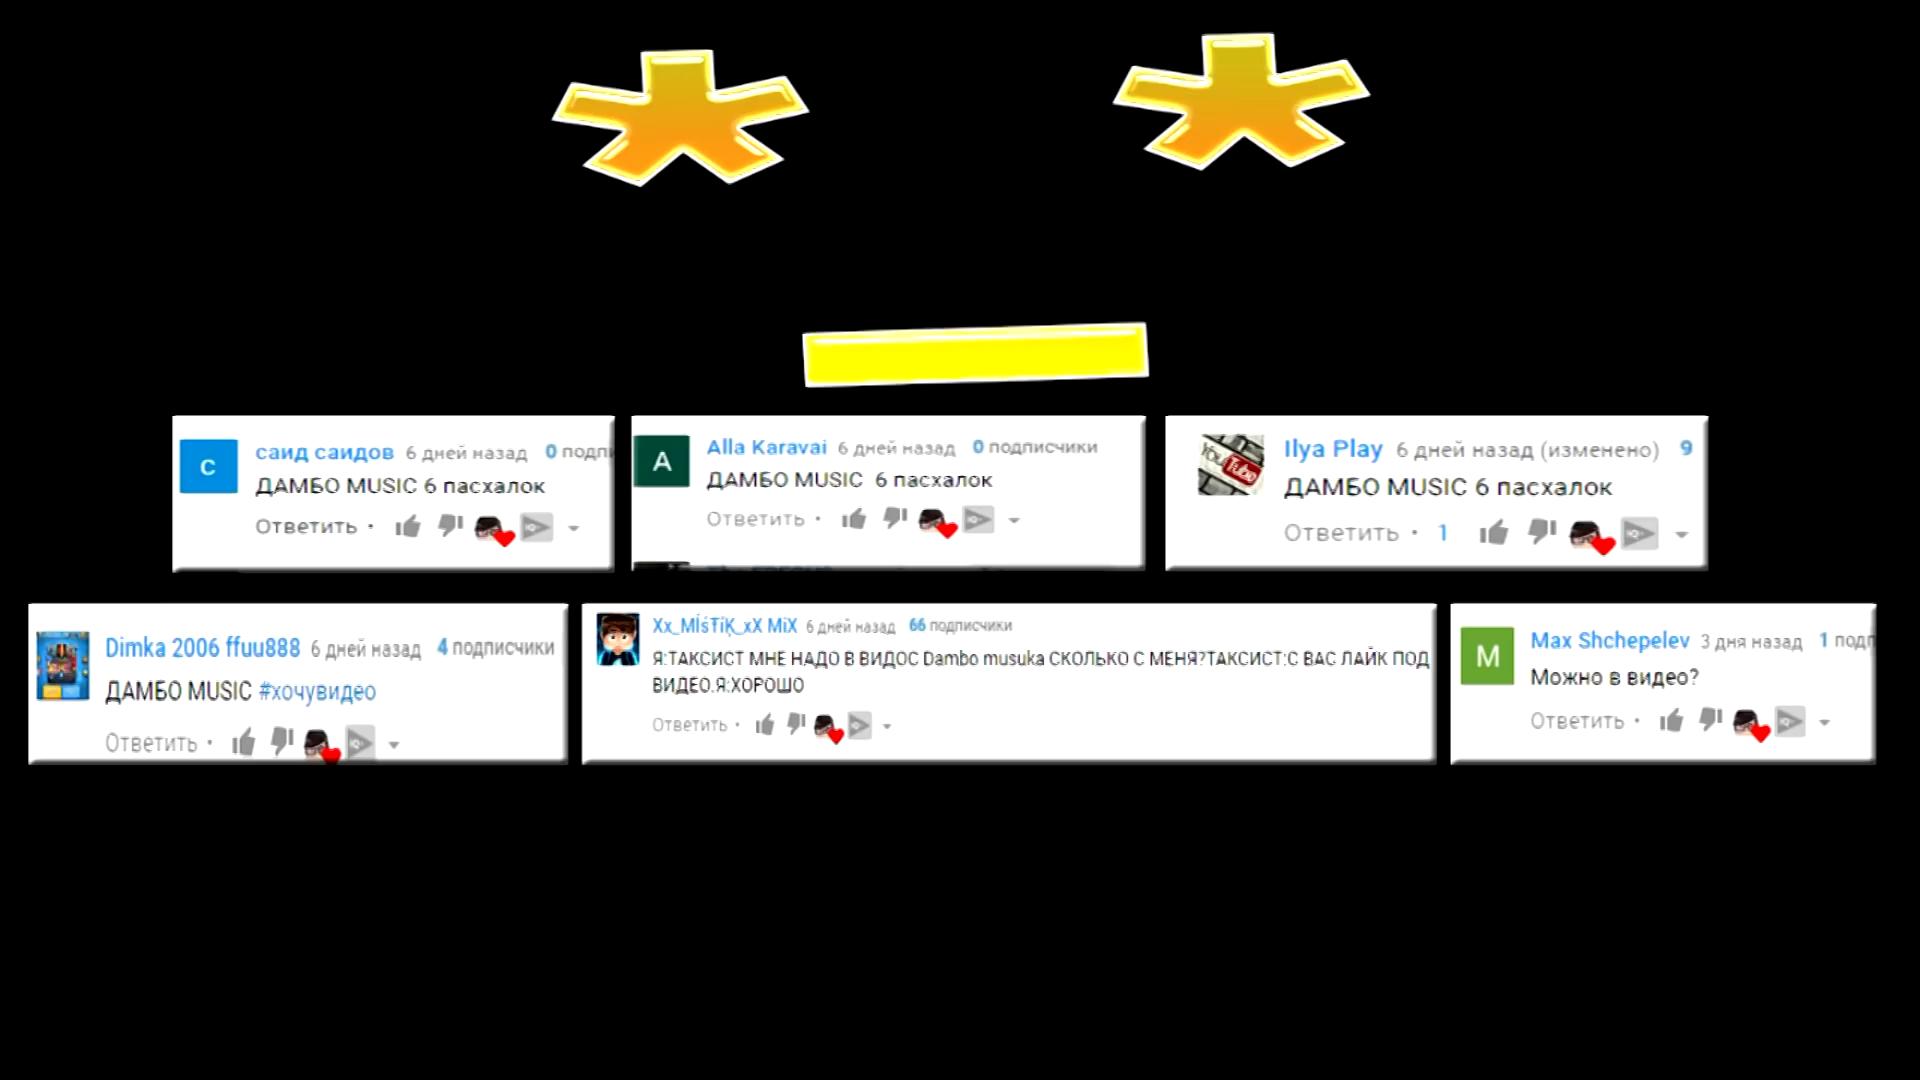 саид саидов 6 дней назад 0 подпи
ДАМБО MUSIC 6 пасхалок
Ответить
Alla Karavai 6 дней назад 0 подписчики
ДАМБО MUSIC 6 пасхалок
Ответить
Ilya Play 6 дней назад (изменено) 9
ДАМБО MUSIC 6 пасхалок
Ответить · 1
Dimka 2006 ffuu888 6 дней назад 4 подписчики
ДАМБО MUSIC #хочувидео
Ответить
6 дней назад 66 подписчики
Я:ТАКСИСТ МНЕ НАДО В ВИДОС Dambo musuka СКОЛЬКО С МЕНЯ?ТАКСИСТ:С ВАС ЛАЙК ПОД
ВИДЕО.Я:ХОРОШО
Ответить
Max Shchepelev 3 дня назад 1 подп
Можно в видео?
Ответить
С
A
M
You Tube